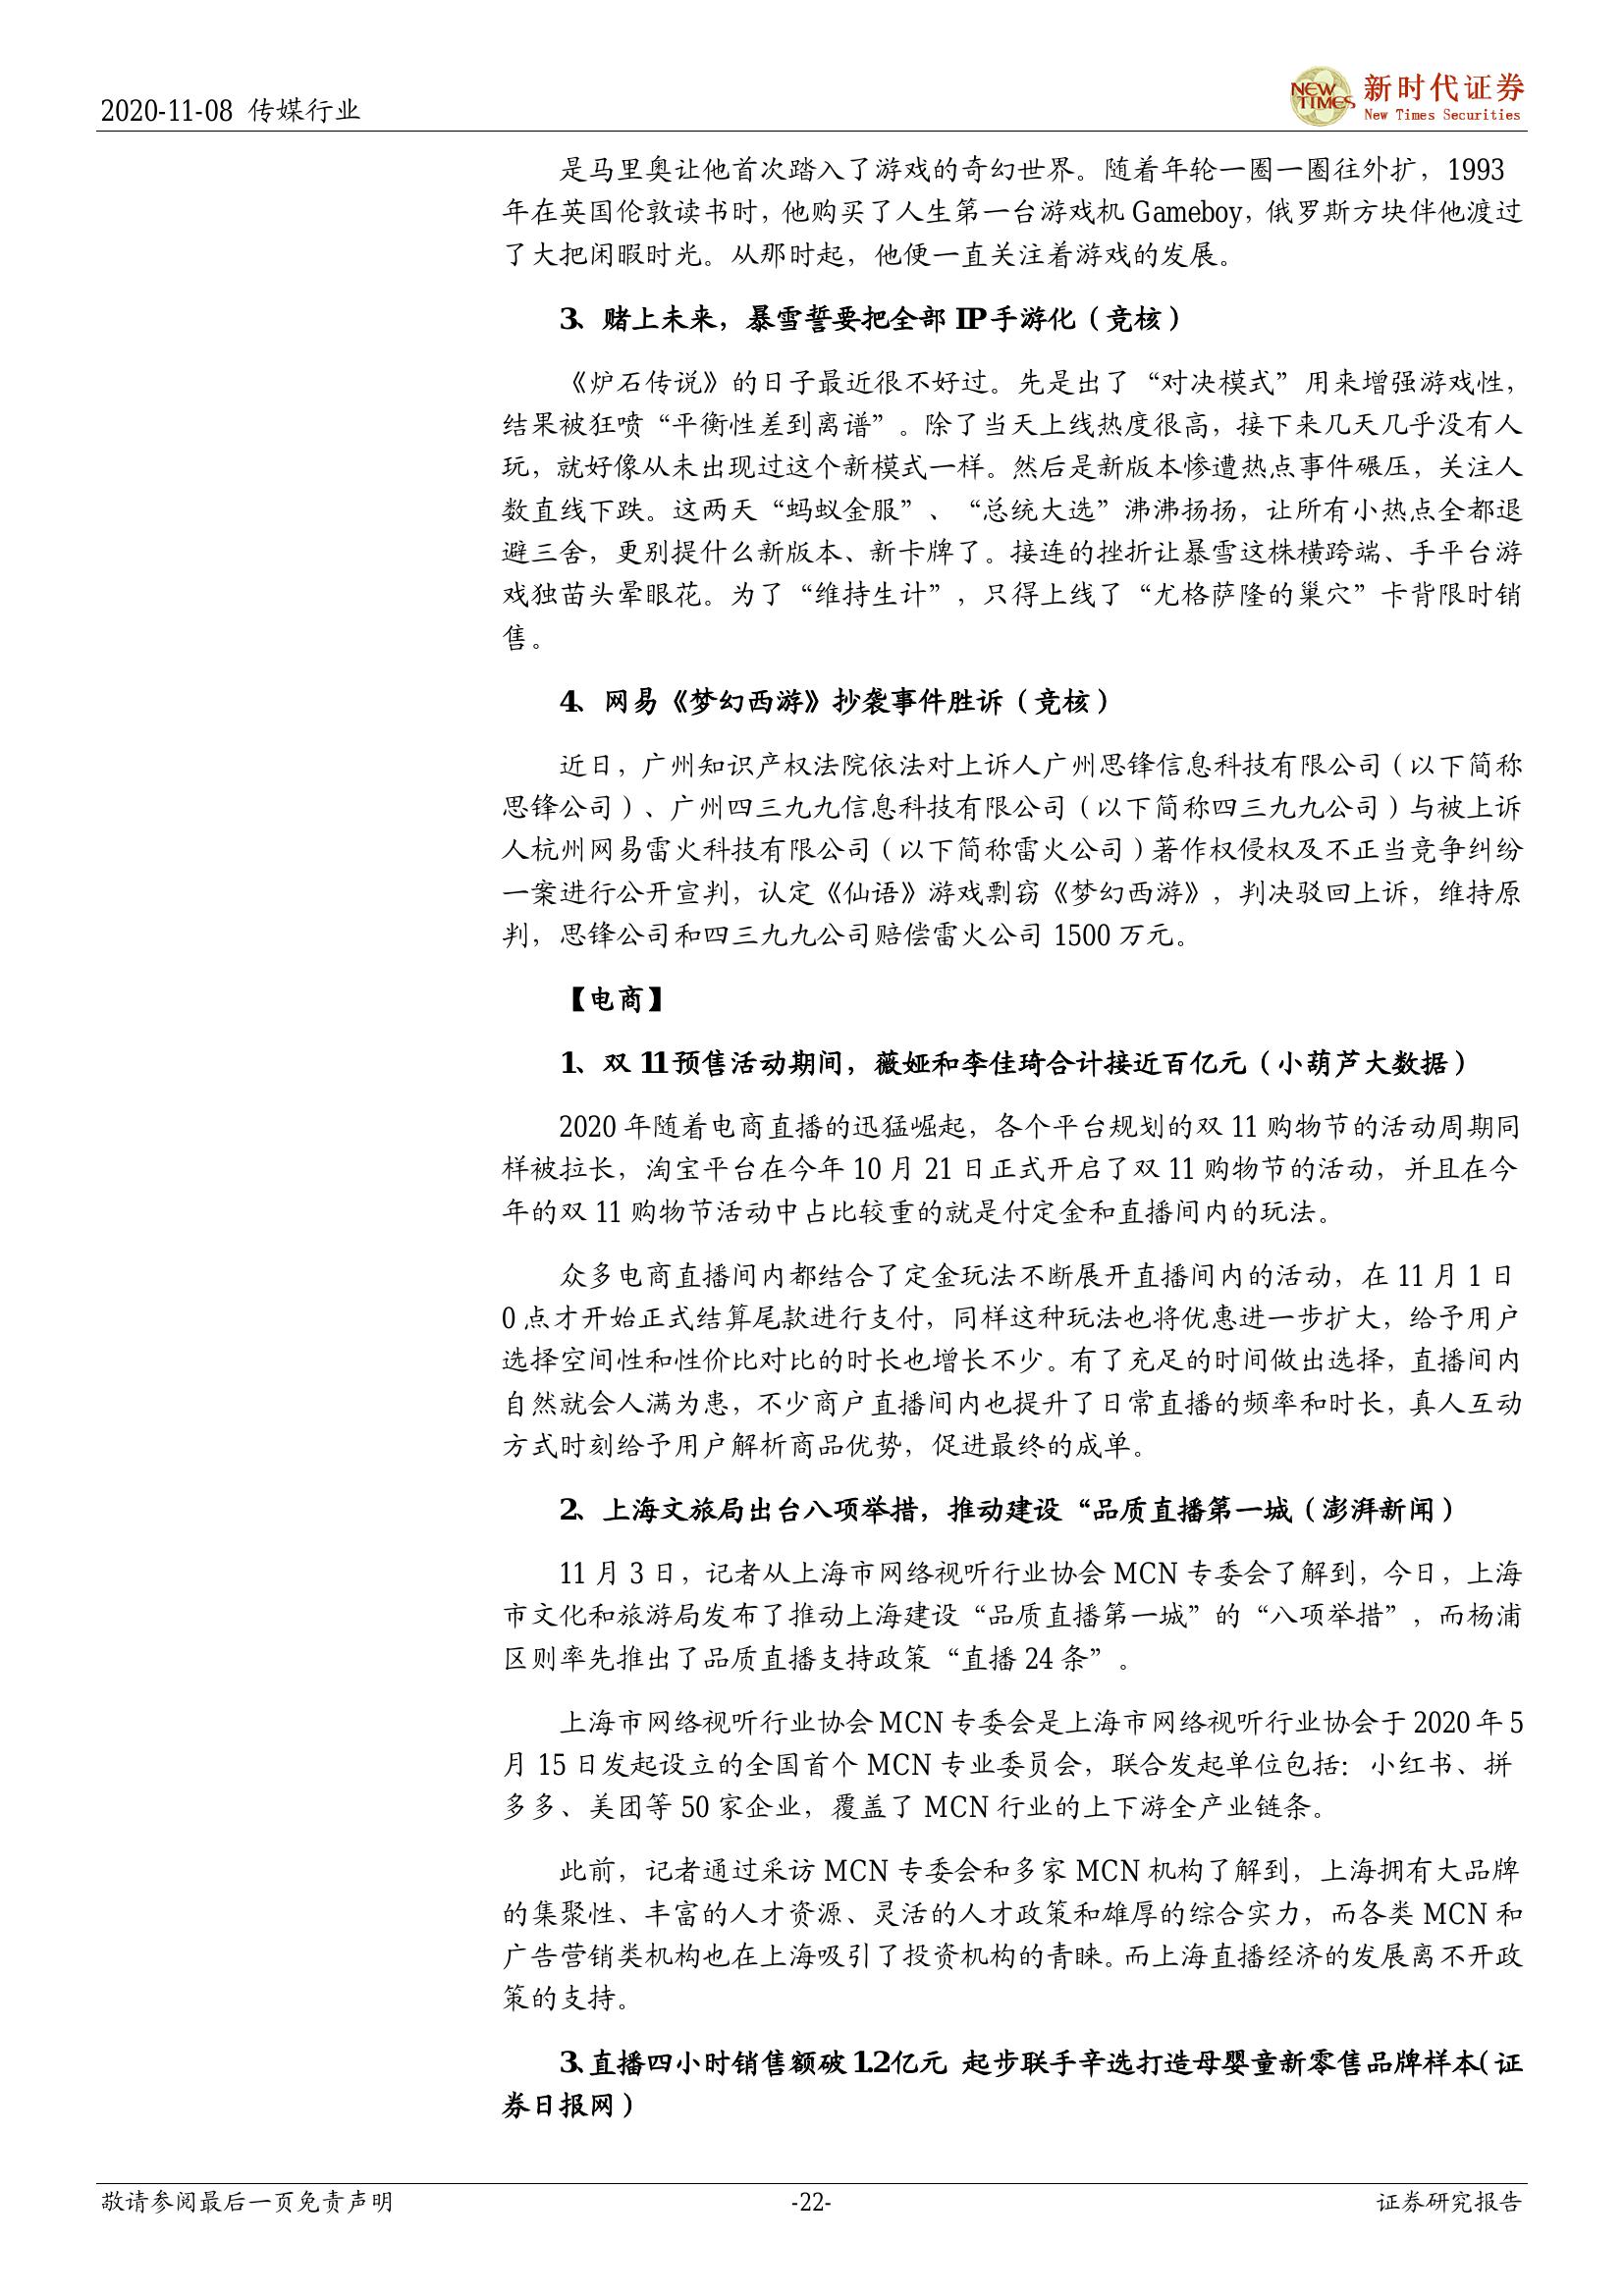 2020-11-08 传媒行业
NEW TIMES
新时代证券
New Times Securities
是马里奥让他首次踏入了游戏的奇幻世界。随着年轮一圈一圈往外扩，1993
年在英国伦敦读书时，他购买了人生第一台游戏机 Gameboy，俄罗斯方块伴他渡过
了大把闲暇时光。从那时起，他便一直关注着游戏的发展。
3、赌上未来，暴雪誓要把全部 IP 手游化（竞核）
《炉石传说》的日子最近很不好过。先是出了“对决模式”用来增强游戏性，
结果被狂喷“平衡性差到离谱”。除了当天上线热度很高，接下来几天几乎没有人
玩，就好像从未出现过这个新模式一样。然后是新版本惨遭热点事件碾压，关注人
数直线下跌。这两天“蚂蚁金服”、“总统大选”沸沸扬扬，让所有小热点全都退
避三舍，更别提什么新版本、新卡牌了。接连的挫折让暴雪这株横跨端、手平台游
戏独苗头晕眼花。为了“维持生计”，只得上线了“尤格萨隆的巢穴”卡背限时销
售。
4、网易《梦幻西游》抄袭事件胜诉（竞核）
近日，广州知识产权法院依法对上诉人广州思锋信息科技有限公司（以下简称
思锋公司）、广州四三九九信息科技有限公司（以下简称四三九九公司）与被上诉
人杭州网易雷火科技有限公司（以下简称雷火公司）著作权侵权及不正当竞争纠纷
一案进行公开宣判，认定《仙语》游戏剽窃《梦幻西游》，判决驳回上诉，维持原
判，思锋公司和四三九九公司赔偿雷火公司 1500 万元。
【电商】
1、双 11 预售活动期间，薇娅和李佳琦合计接近百亿元（小葫芦大数据）
2020 年随着电商直播的迅猛崛起，各个平台规划的双 11 购物节的活动周期同
样被拉长，淘宝平台在今年 10 月 21 日正式开启了双 11 购物节的活动，并且在今
年的双 11 购物节活动中占比较重的就是付定金和直播间内的玩法。
众多电商直播间内都结合了定金玩法不断展开直播间内的活动，在 11 月 1 日
0 点才开始正式结算尾款进行支付，同样这种玩法也将优惠进一步扩大，给予用户
选择空间性和性价比对比的时长也增长不少。有了充足的时间做出选择，直播间内
自然就会人满为患，不少商户直播间内也提升了日常直播的频率和时长，真人互动
方式时刻给予用户解析商品优势，促进最终的成单。
2、上海文旅局出台八项举措，推动建设“品质直播第一城（澎湃新闻）
11 月 3 日，记者从上海市网络视听行业协会 MCN 专委会了解到，今日，上海
市文化和旅游局发布了推动上海建设“品质直播第一城”的“八项举措”，而杨浦
区则率先推出了品质直播支持政策“直播 24 条”。
上海市网络视听行业协会 MCN 专委会是上海市网络视听行业协会于 2020 年 5
月 15 日发起设立的全国首个 MCN 专业委员会，联合发起单位包括：小红书、拼
多多、美团等 50 家企业，覆盖了 MCN 行业的上下游全产业链条。
此前，记者通过采访 MCN 专委会和多家 MCN 机构了解到，上海拥有大品牌
的集聚性、丰富的人才资源、灵活的人才政策和雄厚的综合实力，而各类 MCN 和
广告营销类机构也在上海吸引了投资机构的青睐。而上海直播经济的发展离不开政
策的支持。
3、直播四小时销售额破 1.2 亿元 起步联手辛选打造母婴童新零售品牌样本（证
券日报网）
敬请参阅最后一页免责声明
-22-
证券研究报告